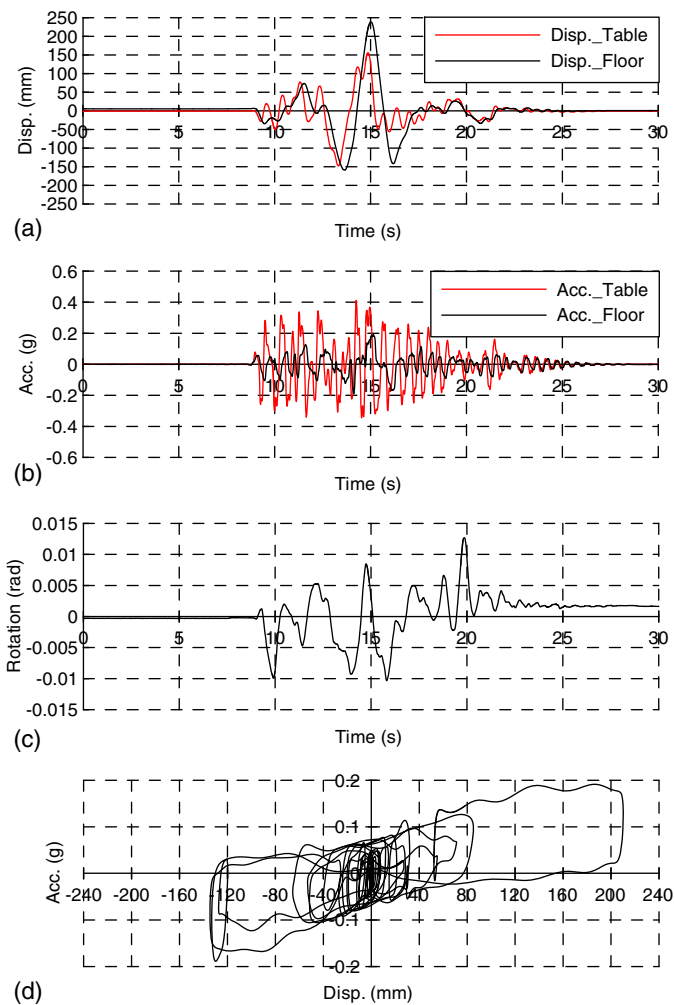 250
200
150
100
50
0
-50
-100
150
200
250
Disp. (mm)
0 5 10 15 20 25 30
Disp._Table
Disp._Floor
Time (s)
(a)
0.6
0.4
0.2
0
-0.2
-0.4
-0.6
Acc. (g)
0 5 10 15 20 25 30
Acc._Table
Acc._Floor
Time (s)
(b)
0.015
0.01
0.005
0
-0.005
-0.01
-0.015
Rotation (rad)
0 5 10 15 20 25 30
Time (s)
(c)
0.2
0.1
0
-0.1
-0.2
Acc. (g)
-240 -200 -160 -120 -80 -40 0 40 80 120 160 200 240
Disp. (mm)
(d)